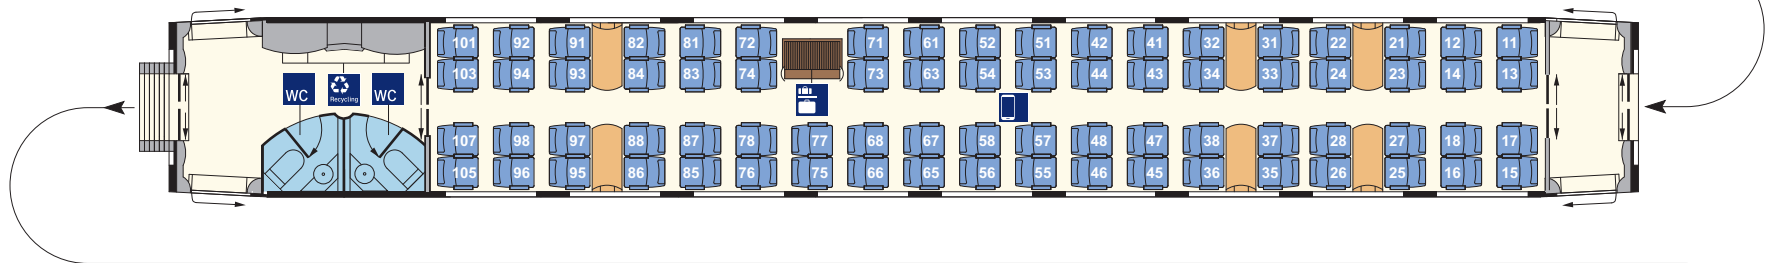 101 92 91 82 81 72 71 61 52 51 42 41 32 31 22 21 12 11
103 94 93 84 83 74 73 63 54 53 44 43 34 33 24 23 14 13
WC Recycling WC
107 98 97 88 87 78 77 68 67 58 57 48 47 38 37 28 27 18 17
105 96 95 86 85 76 75 66 65 56 55 46 45 36 35 26 25 16 15